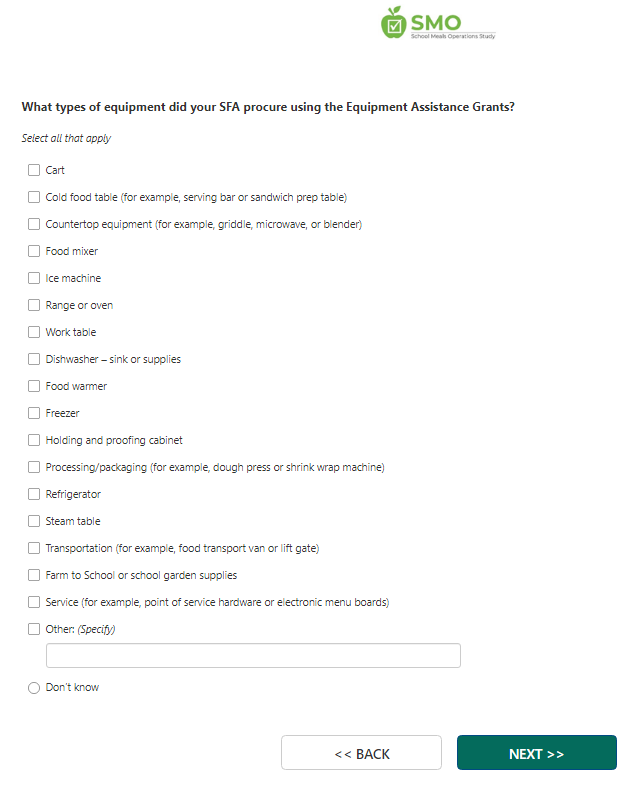 SMO
School Meals Operations Study
What types of equipment did your SFA procure using the Equipment Assistance Grants?
Select all that apply
Cart
Cold food table (for example, serving bar or sandwich prep table)
Countertop equipment (for example, griddle, microwave, or blender)
Food mixer
Ice machine
Range or oven
Work table
Dishwasher – sink or supplies
Food warmer
Freezer
Holding and proofing cabinet
Processing/packaging (for example, dough press or shrink wrap machine)
Refrigerator
Steam table
Transportation (for example, food transport van or lift gate)
Farm to School or school garden supplies
Service (for example, point of service hardware or electronic menu boards)
Other: (Specify)
Don't know
<< BACK
NEXT >>